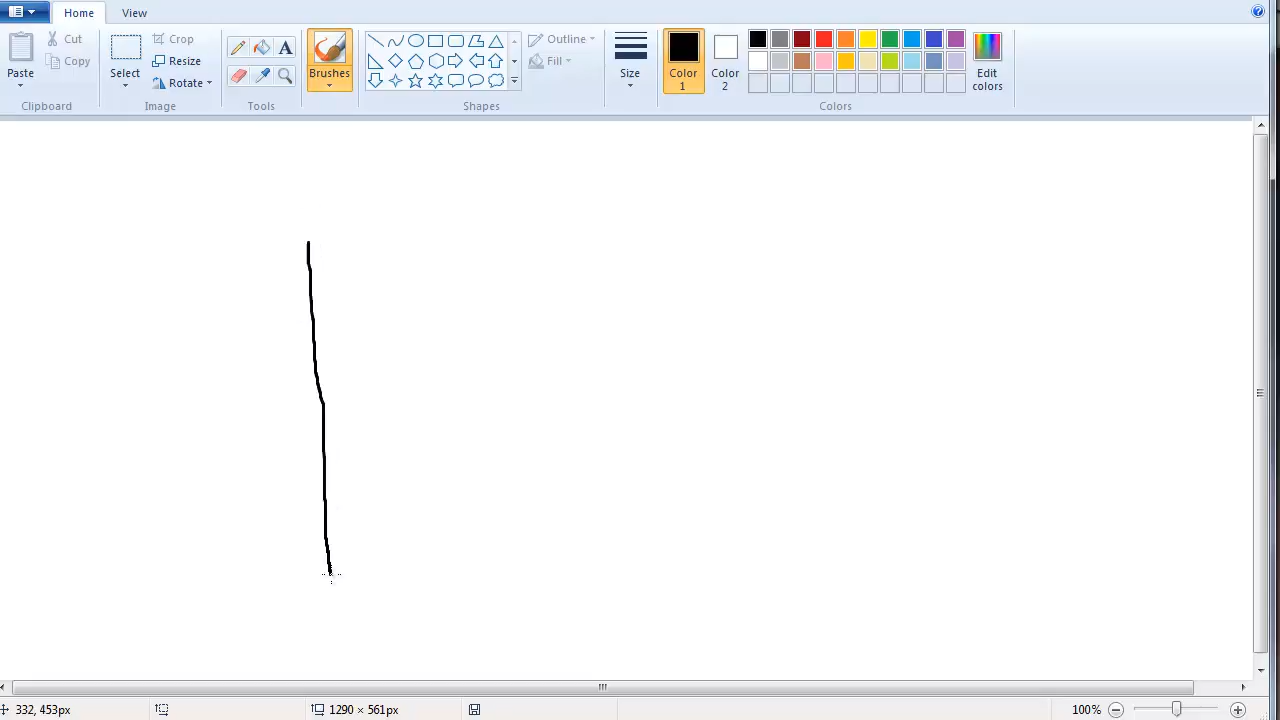 Home View
Paste
Cut
Copy
Clipboard
Select
Crop
Resize
Rotate
Image
A
Tools
Brushes
Shapes
Outline
Fill
Size
Color
1
Color
2
Edit
colors
Colors
332, 453px
1290 × 561px
100%